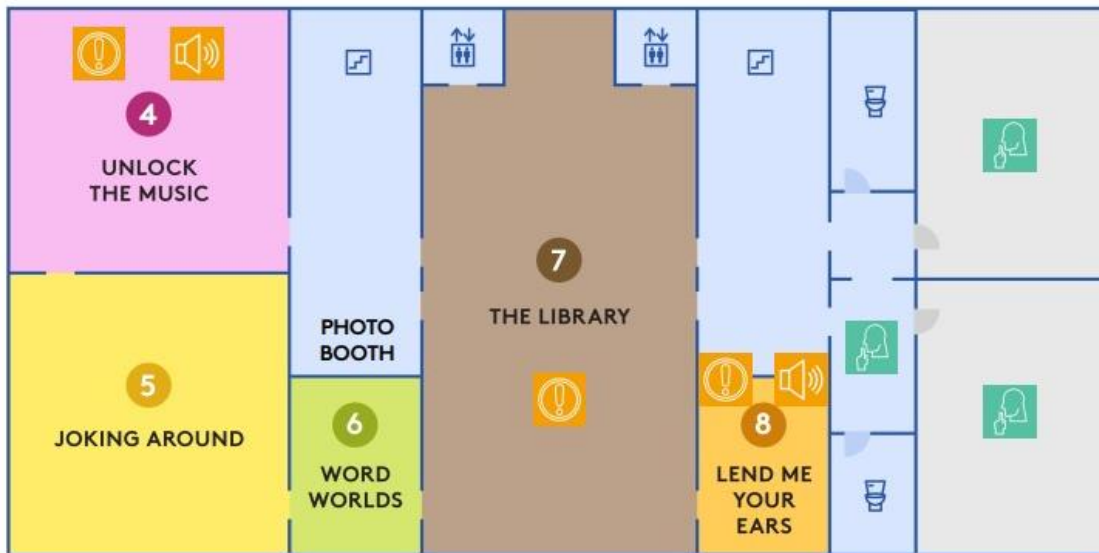 4
UNLOCK
THE MUSIC
5
JOKING AROUND
PHOTO
BOOTH
6
WORD
WORLDS
7
THE LIBRARY
8
LEND ME
YOUR
EARS